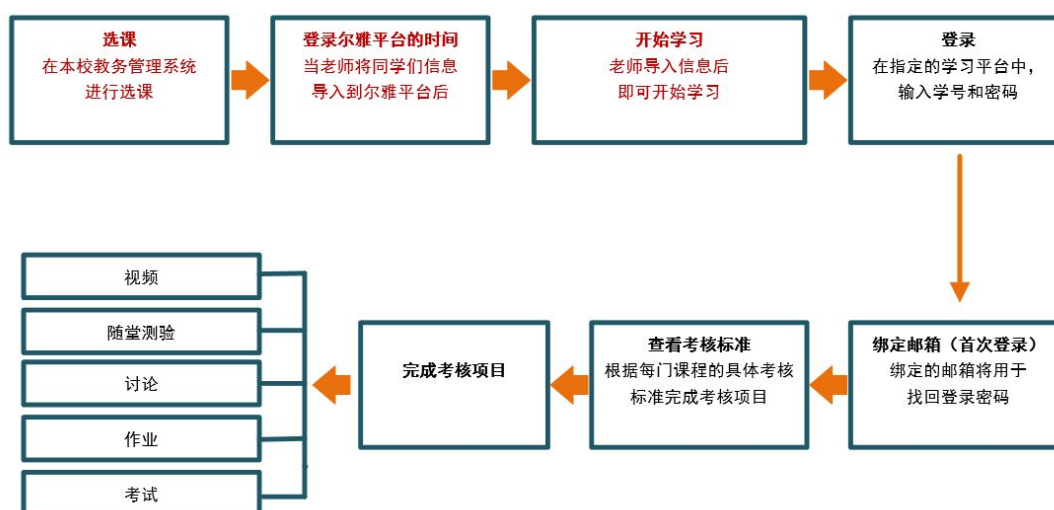 选课
在本校教务管理系统
进行选课
登录尔雅平台的时间
当老师将同学们信息
导入到尔雅平台后
开始学习
老师导入信息后
即可开始学习
登录
在指定的学习平台中，
输入学号和密码
绑定邮箱（首次登录）
绑定的邮箱将用于
找回登录密码
查看考核标准
根据每门课程的具体考核
标准完成考核项目
完成考核项目
视频
随堂测验
讨论
作业
考试